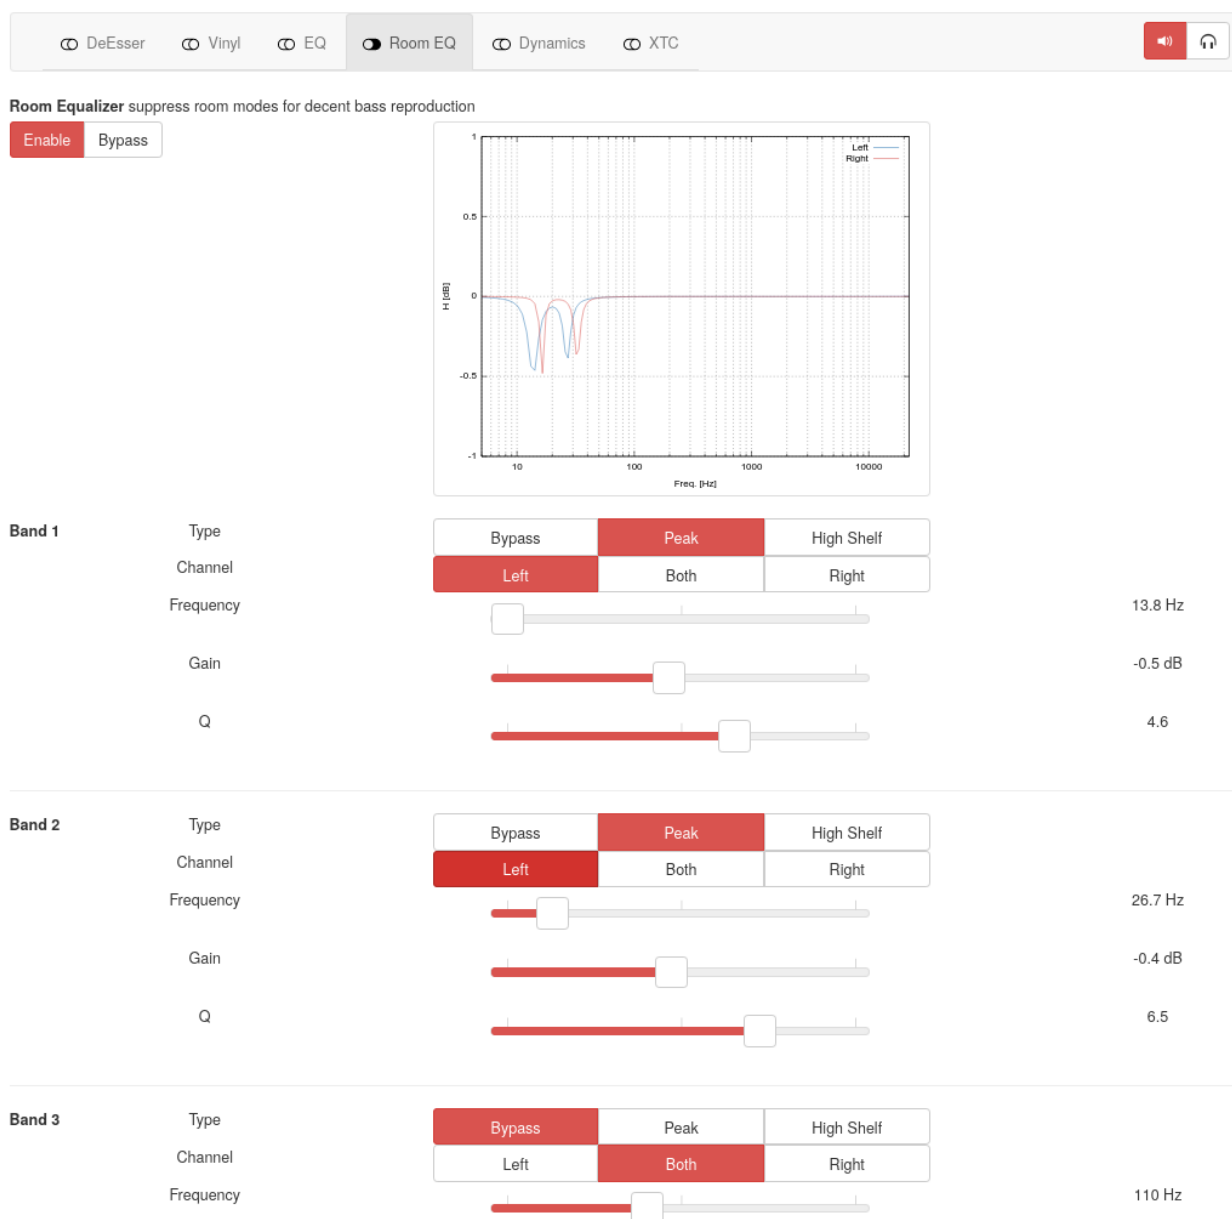 DeEsser Vinyl EQ Room EQ Dynamics XTC
Room Equalizer suppress room modes for decent bass reproduction
Enable Bypass
1
0.5
0
-0.5
-1
H [dB]
Left
Right
10 100 1000 10000
Freq. [Hz]
Band 1 Type Bypass Peak High Shelf
Channel Left Both Right
Frequency 13.8 Hz
Gain -0.5 dB
Q 4.6
Band 2 Type Bypass Peak High Shelf
Channel Left Both Right
Frequency 26.7 Hz
Gain -0.4 dB
Q 6.5
Band 3 Type Bypass Peak High Shelf
Channel Left Both Right
Frequency 110 Hz